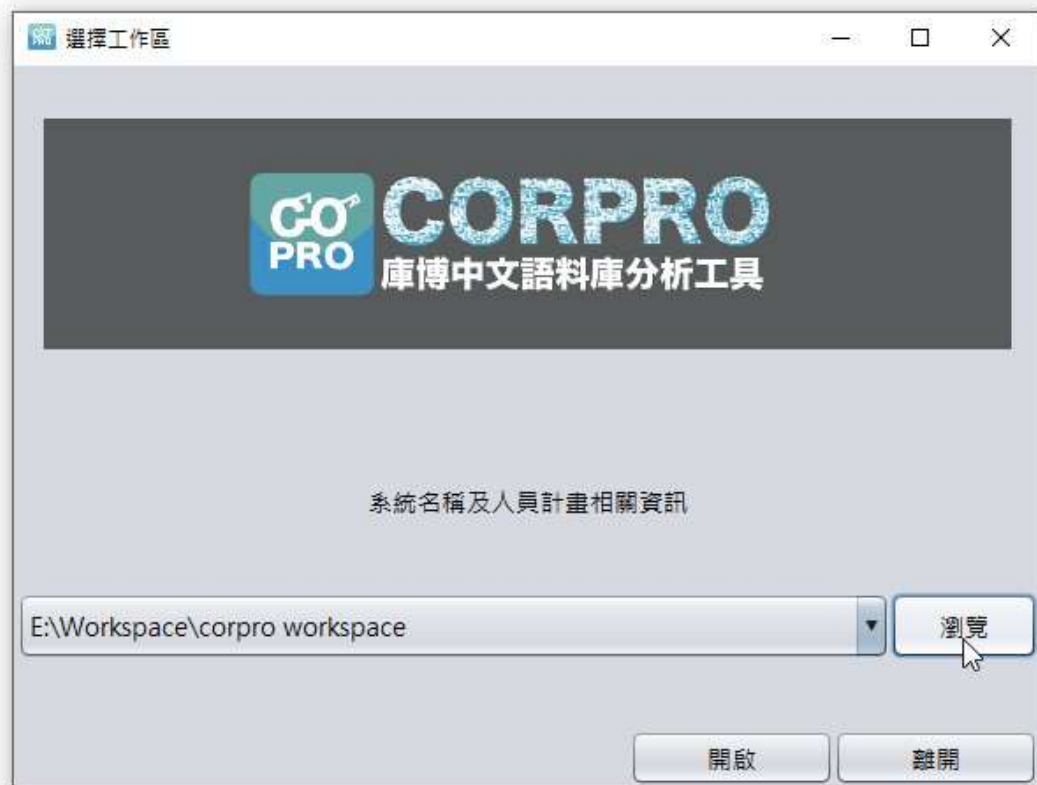 選擇工作區
CO
PRO
CORPRO
庫博中文語料庫分析工具
系統名稱及人員計畫相關資訊
E:\Workspace\corpro workspace
瀏覽
開啟
離開